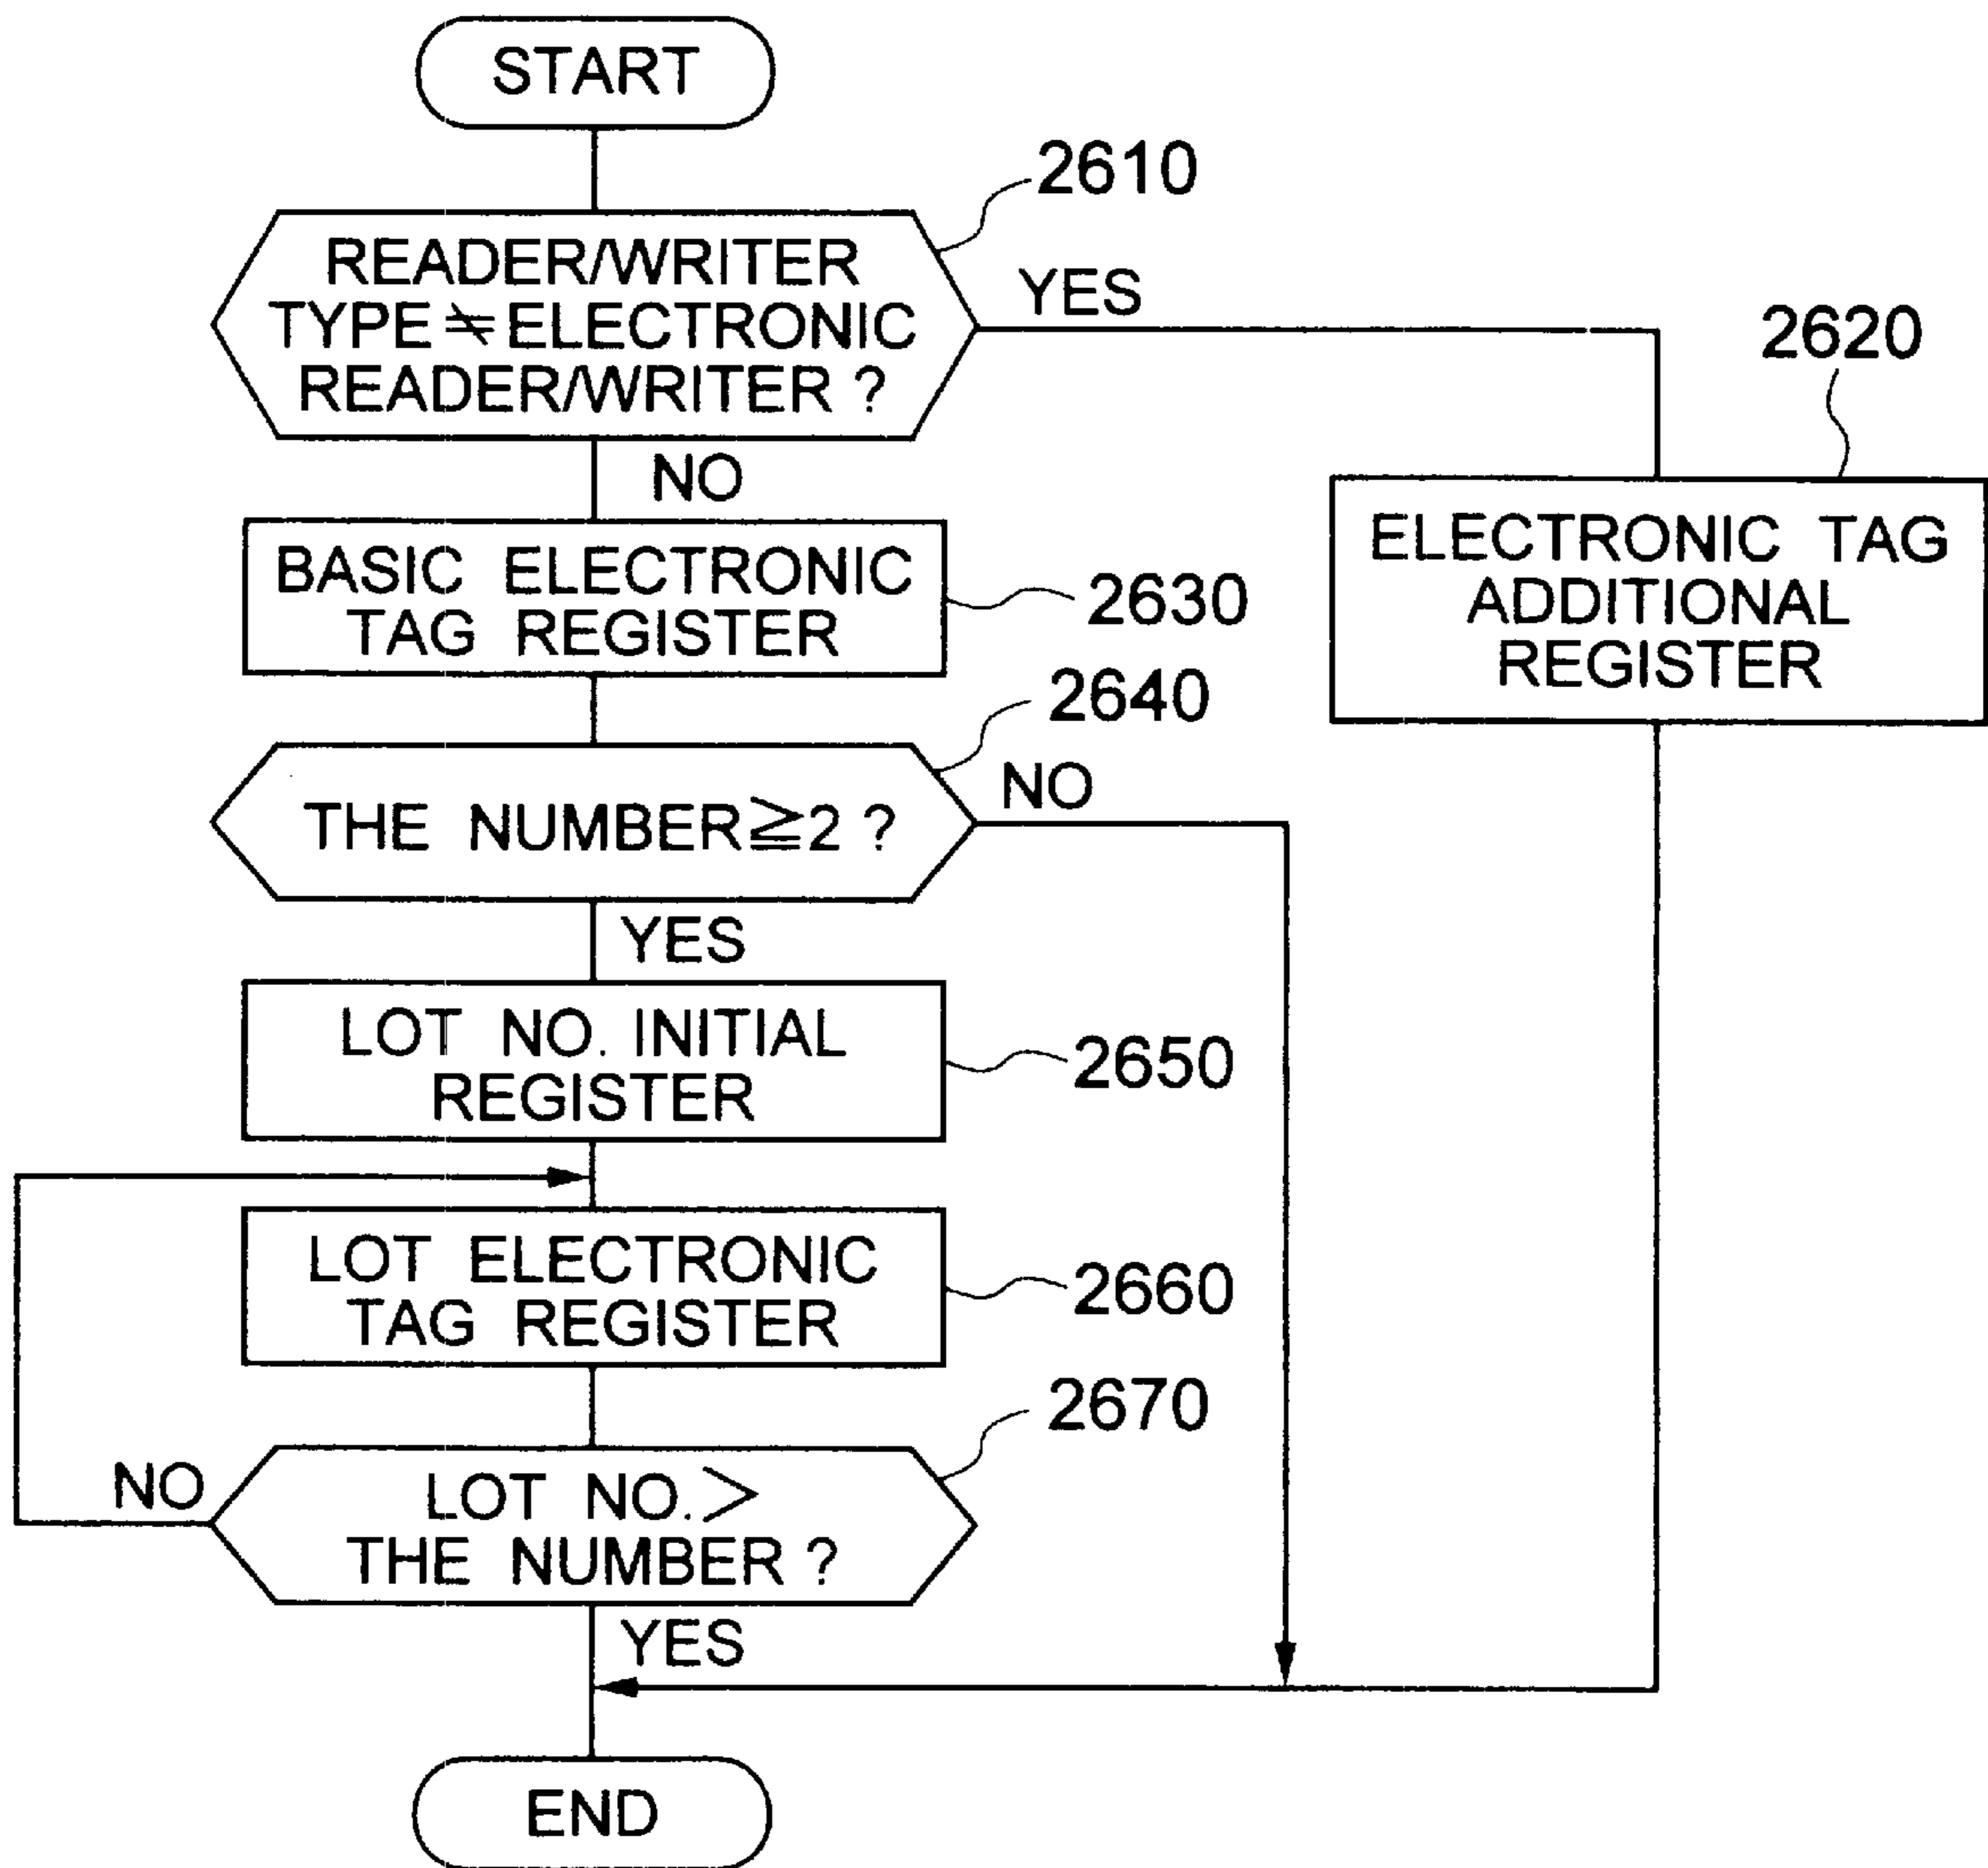 START
2610
READER/WRITER
TYPE ≠ ELECTRONIC
READER/WRITER ?
YES
NO
2620
ELECTRONIC TAG
ADDITIONAL
REGISTER
BASIC ELECTRONIC
TAG REGISTER
2630
2640
THE NUMBER≧2 ?
NO
YES
LOT NO. INITIAL
REGISTER
2650
LOT ELECTRONIC
TAG REGISTER
2660
2670
LOT NO.>
THE NUMBER ?
NO
YES
END